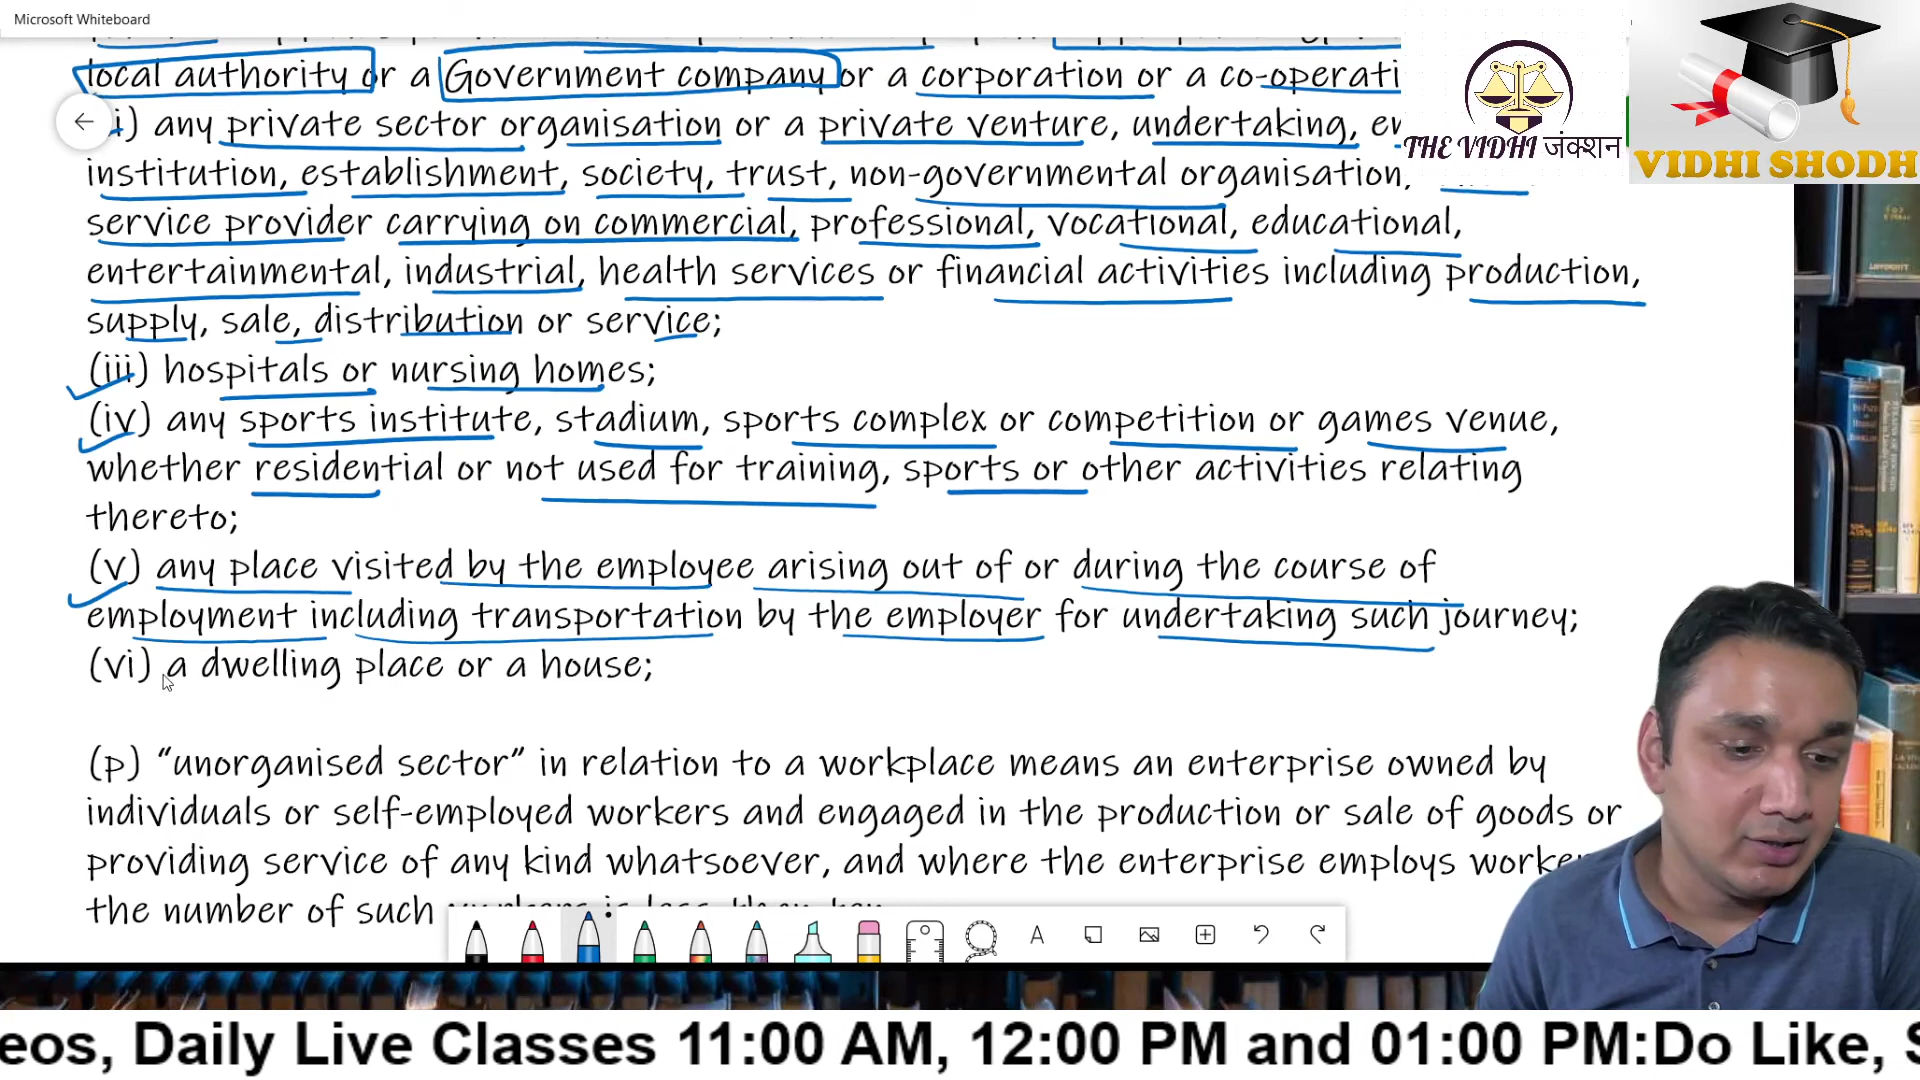 Microsoft Whiteboard
local authority or a Government company or a corporation or a co-operati
i) any private sector organisation or a private venture, undertaking,
institution, establishment, society, trust, non-governmental organisation,
service provider carrying on commercial, professional, vocational, educational,
entertainmental, industrial, health services or financial activities including production,
supply, sale, distribution or service;
(iii) hospitals or nursing homes;
(iv) any sports institute, stadium, sports complex or competition or games venue,
whether residential or not used for training, sports or other activities relating
thereto;
(v) any place visited by the employee arising out of or during the course of
employment including transportation by the employer for undertaking such journey;
(vi) a dwelling place or a house;
(p) “unorganised sector” in relation to a workplace means an enterprise owned by
individuals or self-employed workers and engaged in the production or sale of goods or
providing service of any kind whatsoever, and where the enterprise employs worke
the number of such
THE VIDHI जंक्शन
VIDHI SHODH
eos, Daily Live Classes 11:00 AM, 12:00 PM and 01:00 PM:Do Like, S